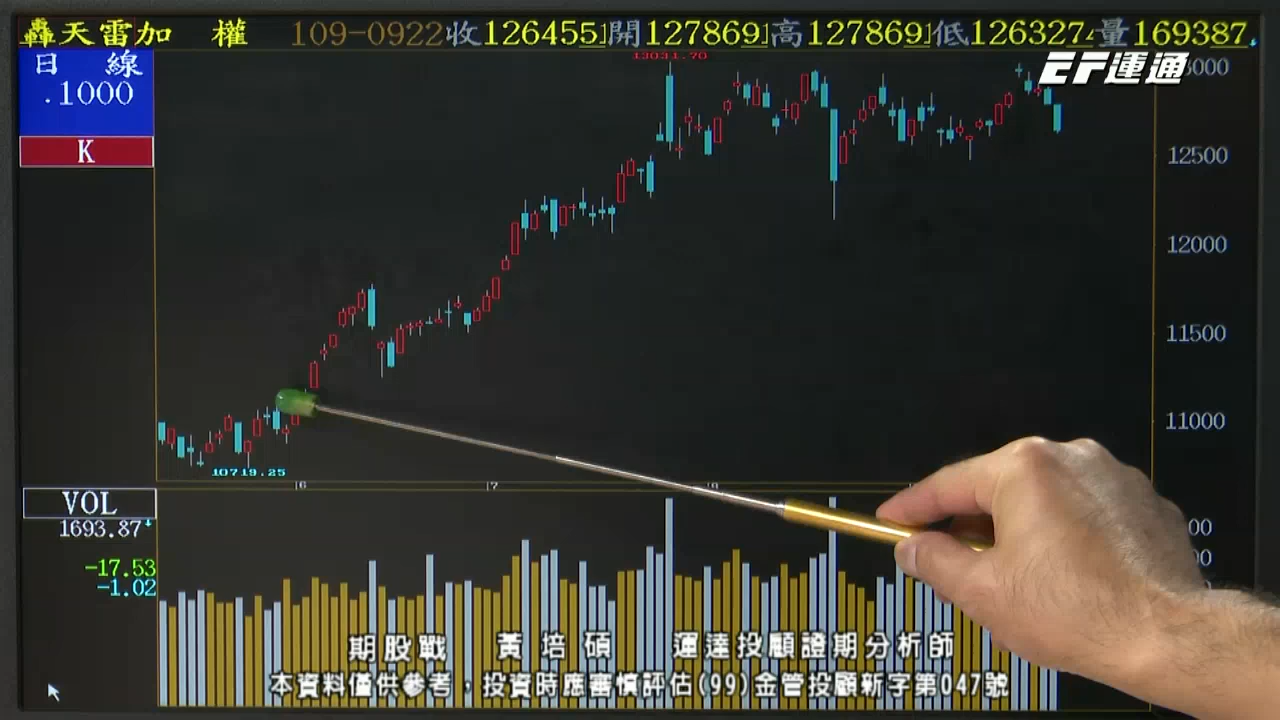 轟天雷加 權 109-0922收126455開127869高127869低126327量169387
日 線
.1000
K
EF運通
13031.70
12500
12000
11500
11000
10719.25
6
7
VOL
1693.87
-17.53
-1.02
期股戰 黃培碩 運達投顧證期分析師
本資料僅供參考，投資時應審慎評估(99)金管投顧新字第047號